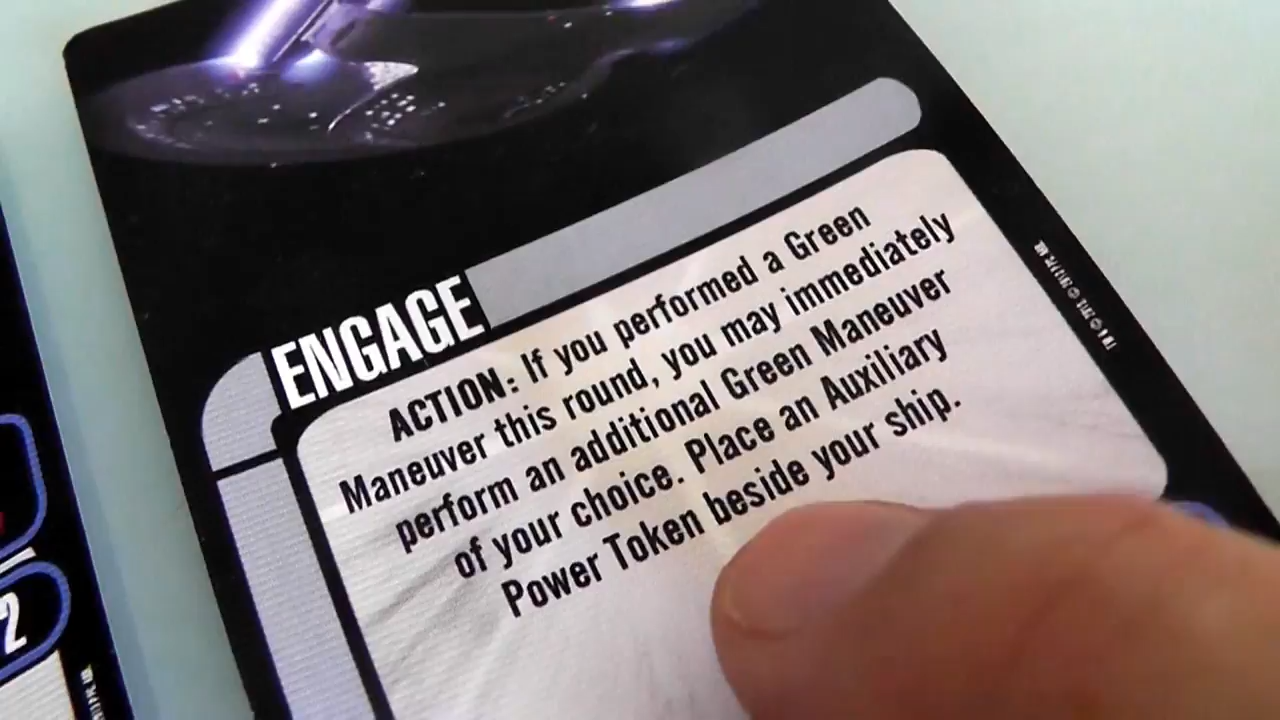 ENGAGE
ACTION: If you performed a Green
Maneuver this round, you may immediately
perform an additional Green Maneuver
of your choice. Place an Auxiliary
Power Token beside your ship.
2